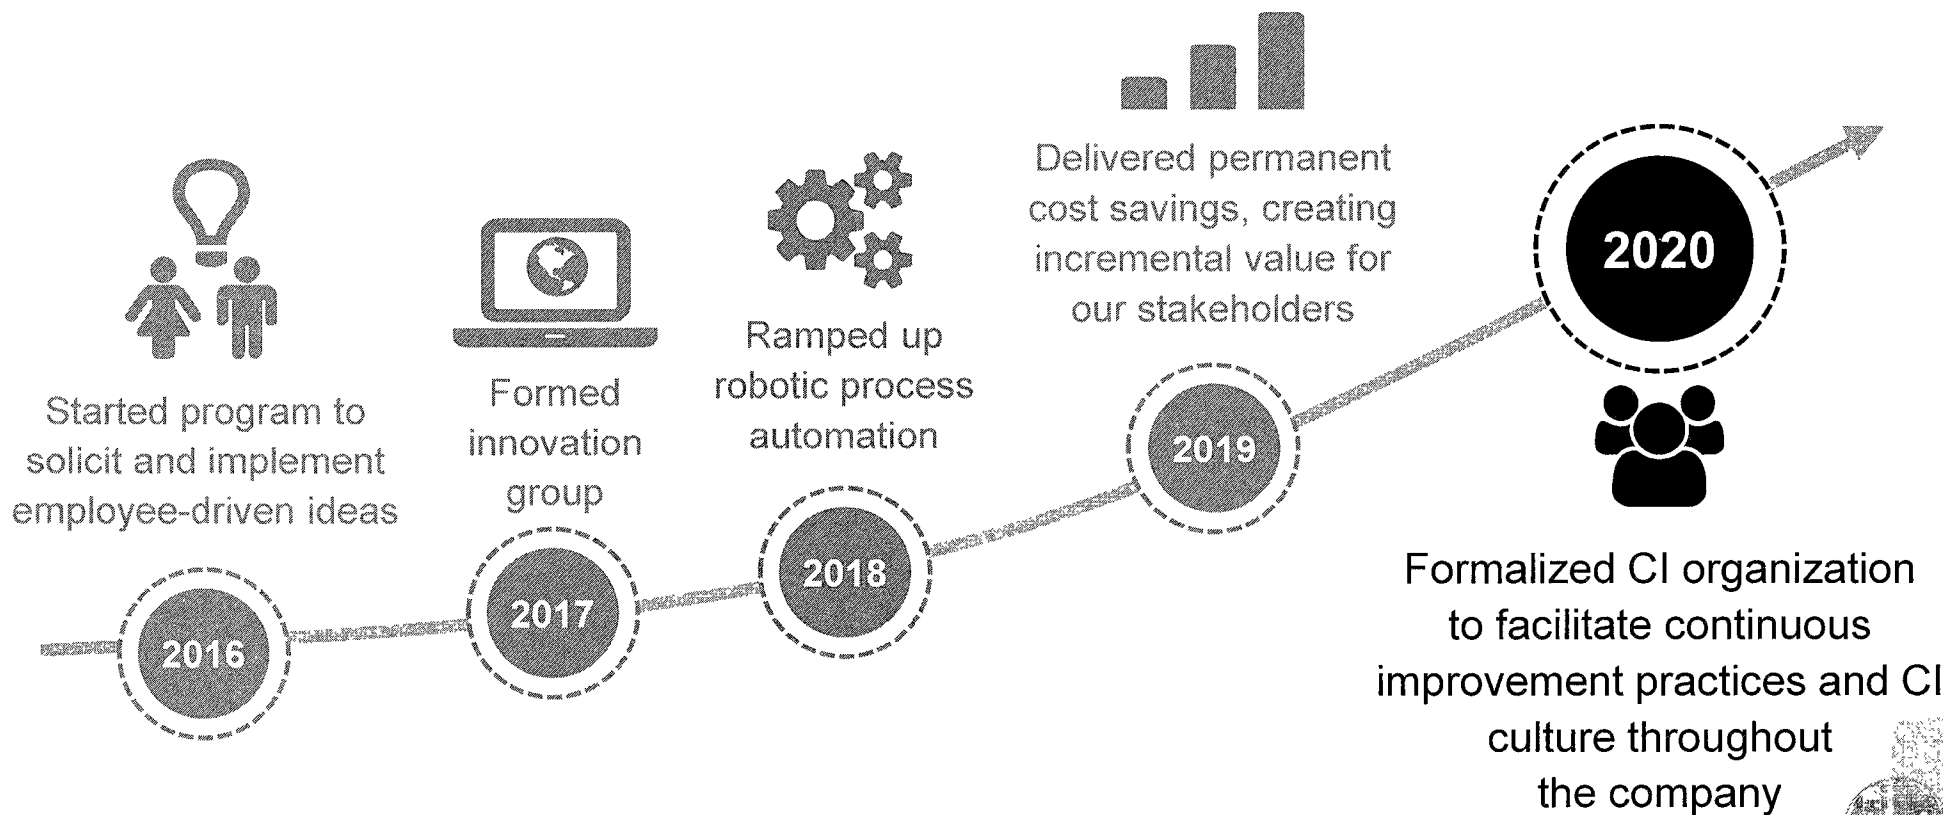 Started program to
solicit and implement
employee-driven ideas
2016
Formed
innovation
group
2017
Ramped up
robotic process
automation
2018
Delivered permanent
cost savings, creating
incremental value for
our stakeholders
2019
2020
Formalized CI organization
to facilitate continuous
improvement practices and CI
culture throughout
the company